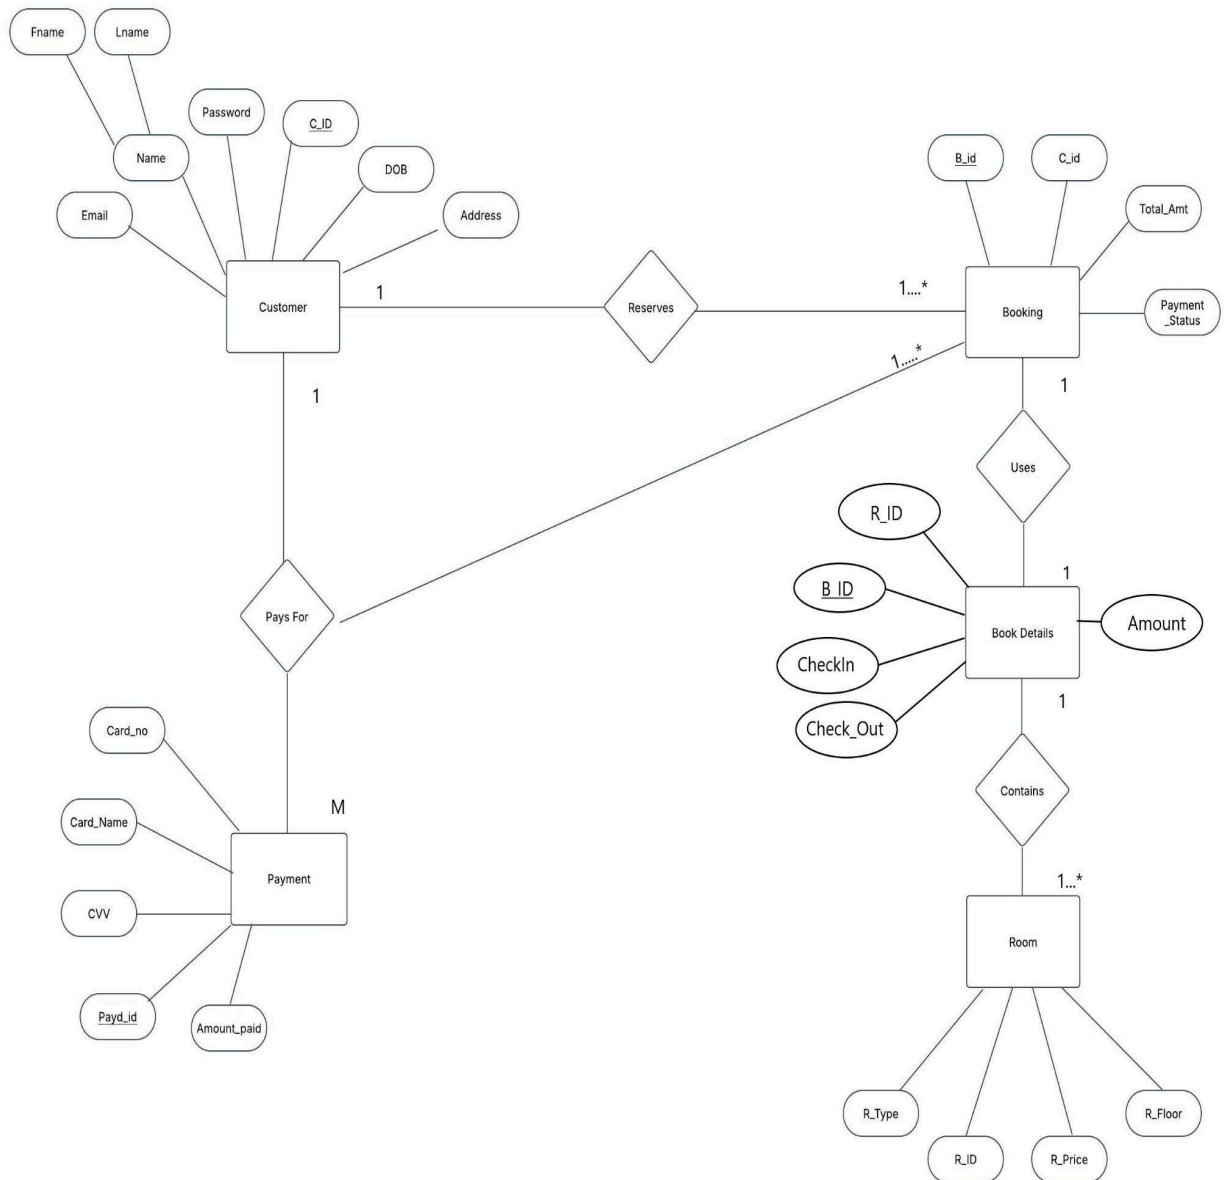 Fname
Lname
Password
C_ID
Name
DOB
Email
Address
B_id
C_id
Total_Amt
Customer
1
Reserves
1....*
Booking
Payment
_Status
1
1.....*
1
Uses
R_ID
1
B_ID
Pays For
Book Details
Amount
CheckIn
1
Check_Out
Card_no
Contains
M
Card_Name
Payment
1...*
CVV
Room
Payd_id
Amount_paid
R_Type
R_Floor
R_ID
R_Price